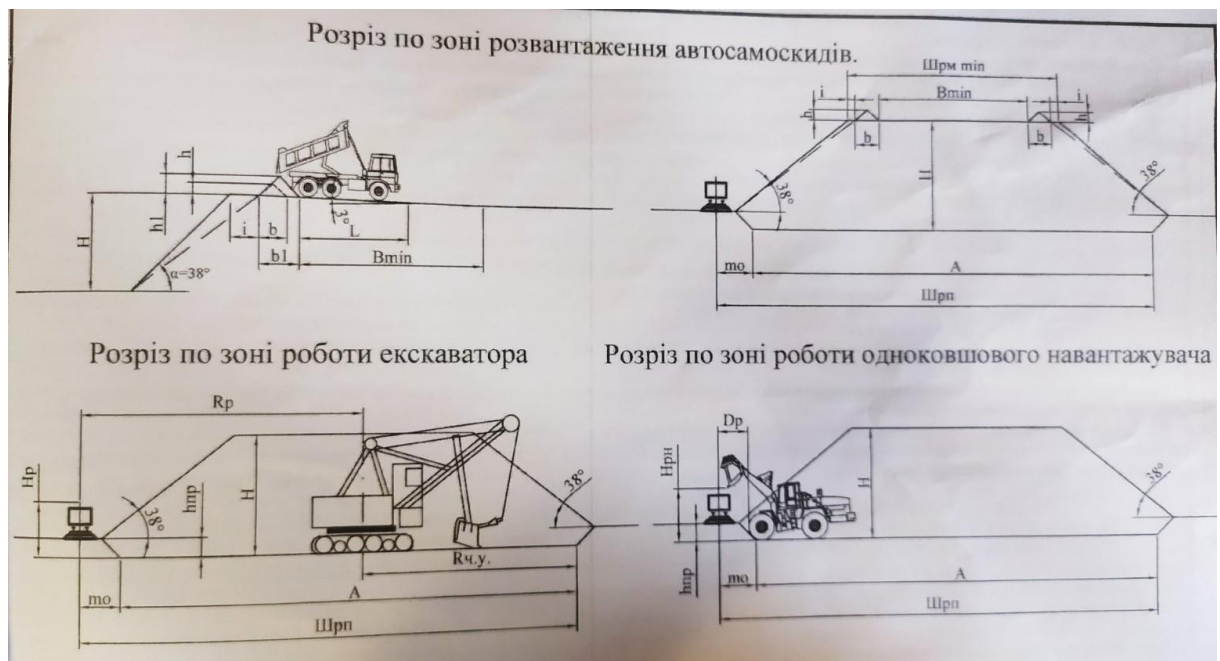 Розріз по зоні розвантаження автосамоскидів.
h
h1
H
i
b
b1
3°
L
Bmin
α=38°
Шрм min
i
Bmin
i
h
h
b
b
H
38°
38°
mo
A
Шрп
Розріз по зоні роботи екскаватора
Rp
Hp
38°
hпр
H
38°
Rч.у.
mo
A
Шрп
Розріз по зоні роботи одноковшового навантажувача
Dp
Hрн
H
38°
hпр
mo
A
Шрп